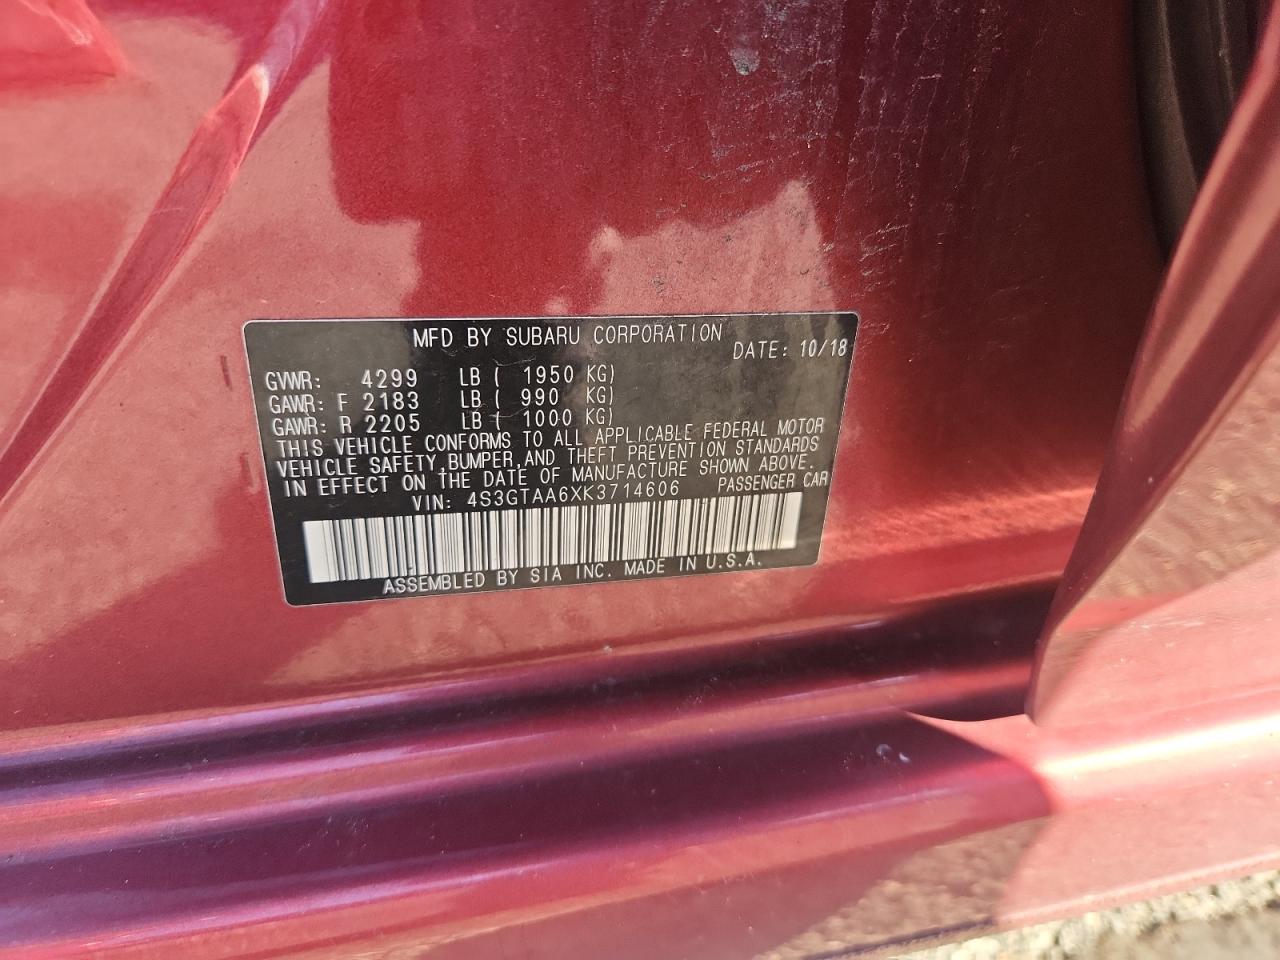 MFD BY SUBARU CORPORATION
DATE: 10/18
GVWR: 4299 LB ( 1950 KG)
GAWR: F 2183 LB ( 990 KG)
GAWR: R 2205 LB ( 1000 KG)
THIS VEHICLE CONFORMS TO ALL APPLICABLE FEDERAL MOTOR
VEHICLE SAFETY,BUMPER,AND THEFT PREVENTION STANDARDS
IN EFFECT ON THE DATE OF MANUFACTURE SHOWN ABOVE.
VIN: 4S3GTAA6XK3714606 PASSENGER CAR
ASSEMBLED BY SIA INC. MADE IN U.S.A.